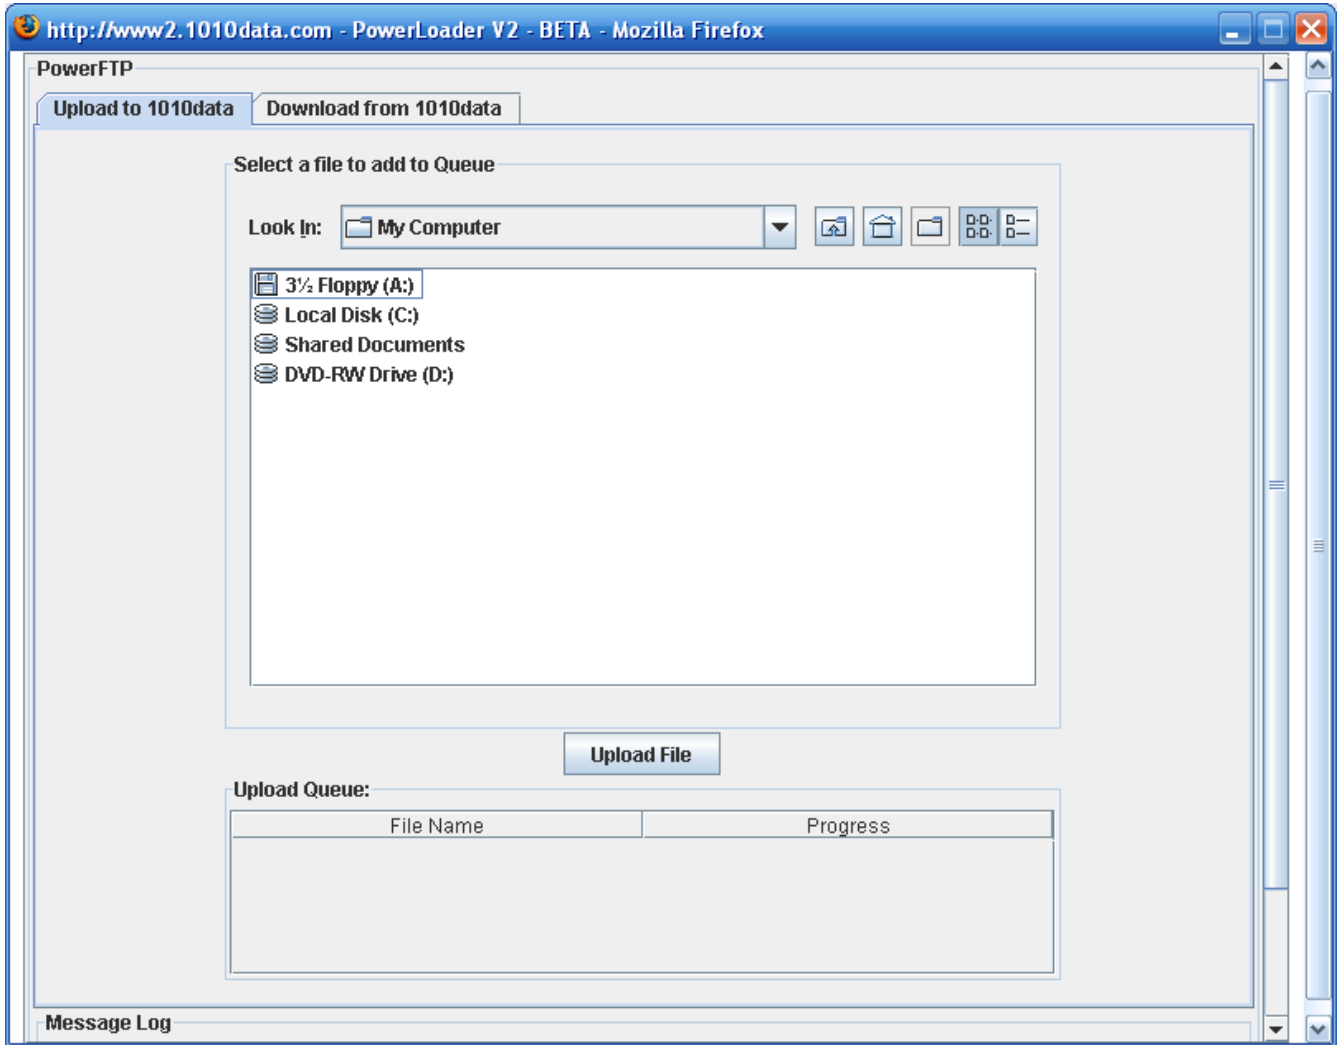 http://www2.1010data.com - PowerLoader V2 - BETA - Mozilla Firefox
PowerFTP
Upload to 1010data Download from 1010data
Select a file to add to Queue
Look In: My Computer
3½ Floppy (A:)
Local Disk (C:)
Shared Documents
DVD-RW Drive (D:)
Upload File
Upload Queue:
File Name Progress
Message Log